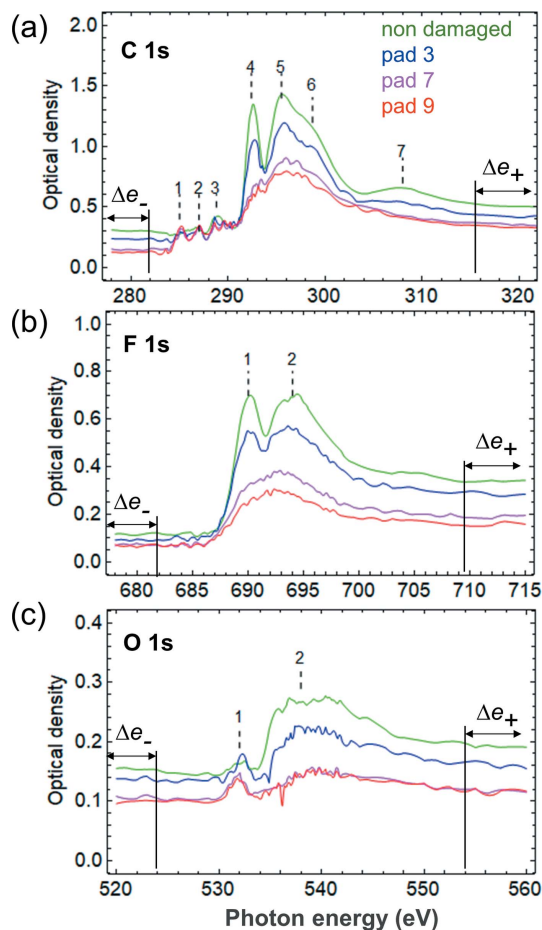 (a)
C 1s
non damaged
pad 3
pad 7
pad 9
4 5 6
1 2 3
7
Δe₋
Δe₊
Optical density
2.0
1.5
1.0
0.5
0.0
280 290 300 310 320
(b)
F 1s
1 2
Δe₋
Δe₊
Optical density
1.0
0.8
0.6
0.4
0.2
0.0
680 685 690 695 700 705 710 715
(c)
O 1s
1
2
Δe₋
Δe₊
Optical density
0.4
0.3
0.2
0.1
0.0
520 530 540 550 560
Photon energy (eV)